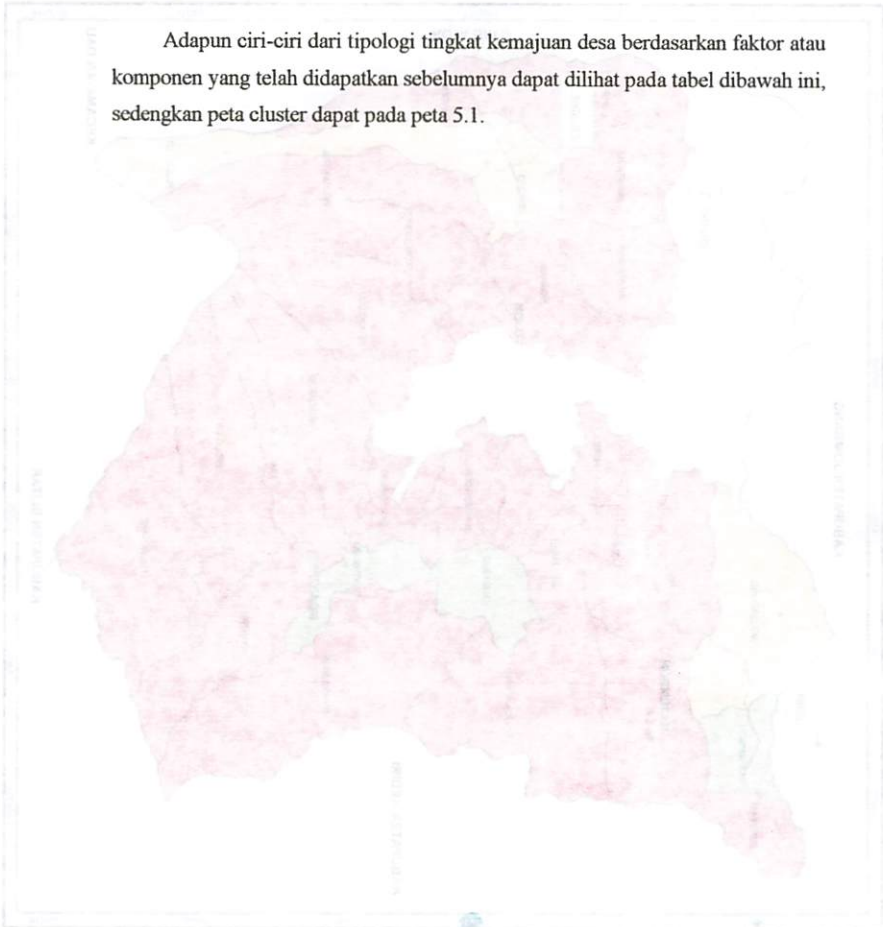 Adapun ciri-ciri dari tipologi tingkat kemajuan desa berdasarkan faktor atau
komponen yang telah didapatkan sebelumnya dapat dilihat pada tabel dibawah ini,
sedengkan peta cluster dapat pada peta 5.1.